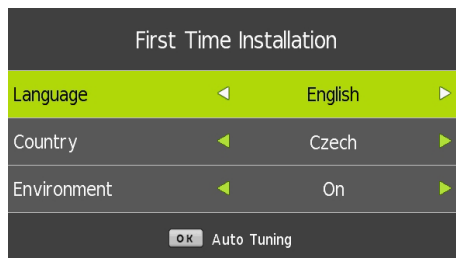 First Time Installation
Language English
Country Czech
Environment On
OK Auto Tuning